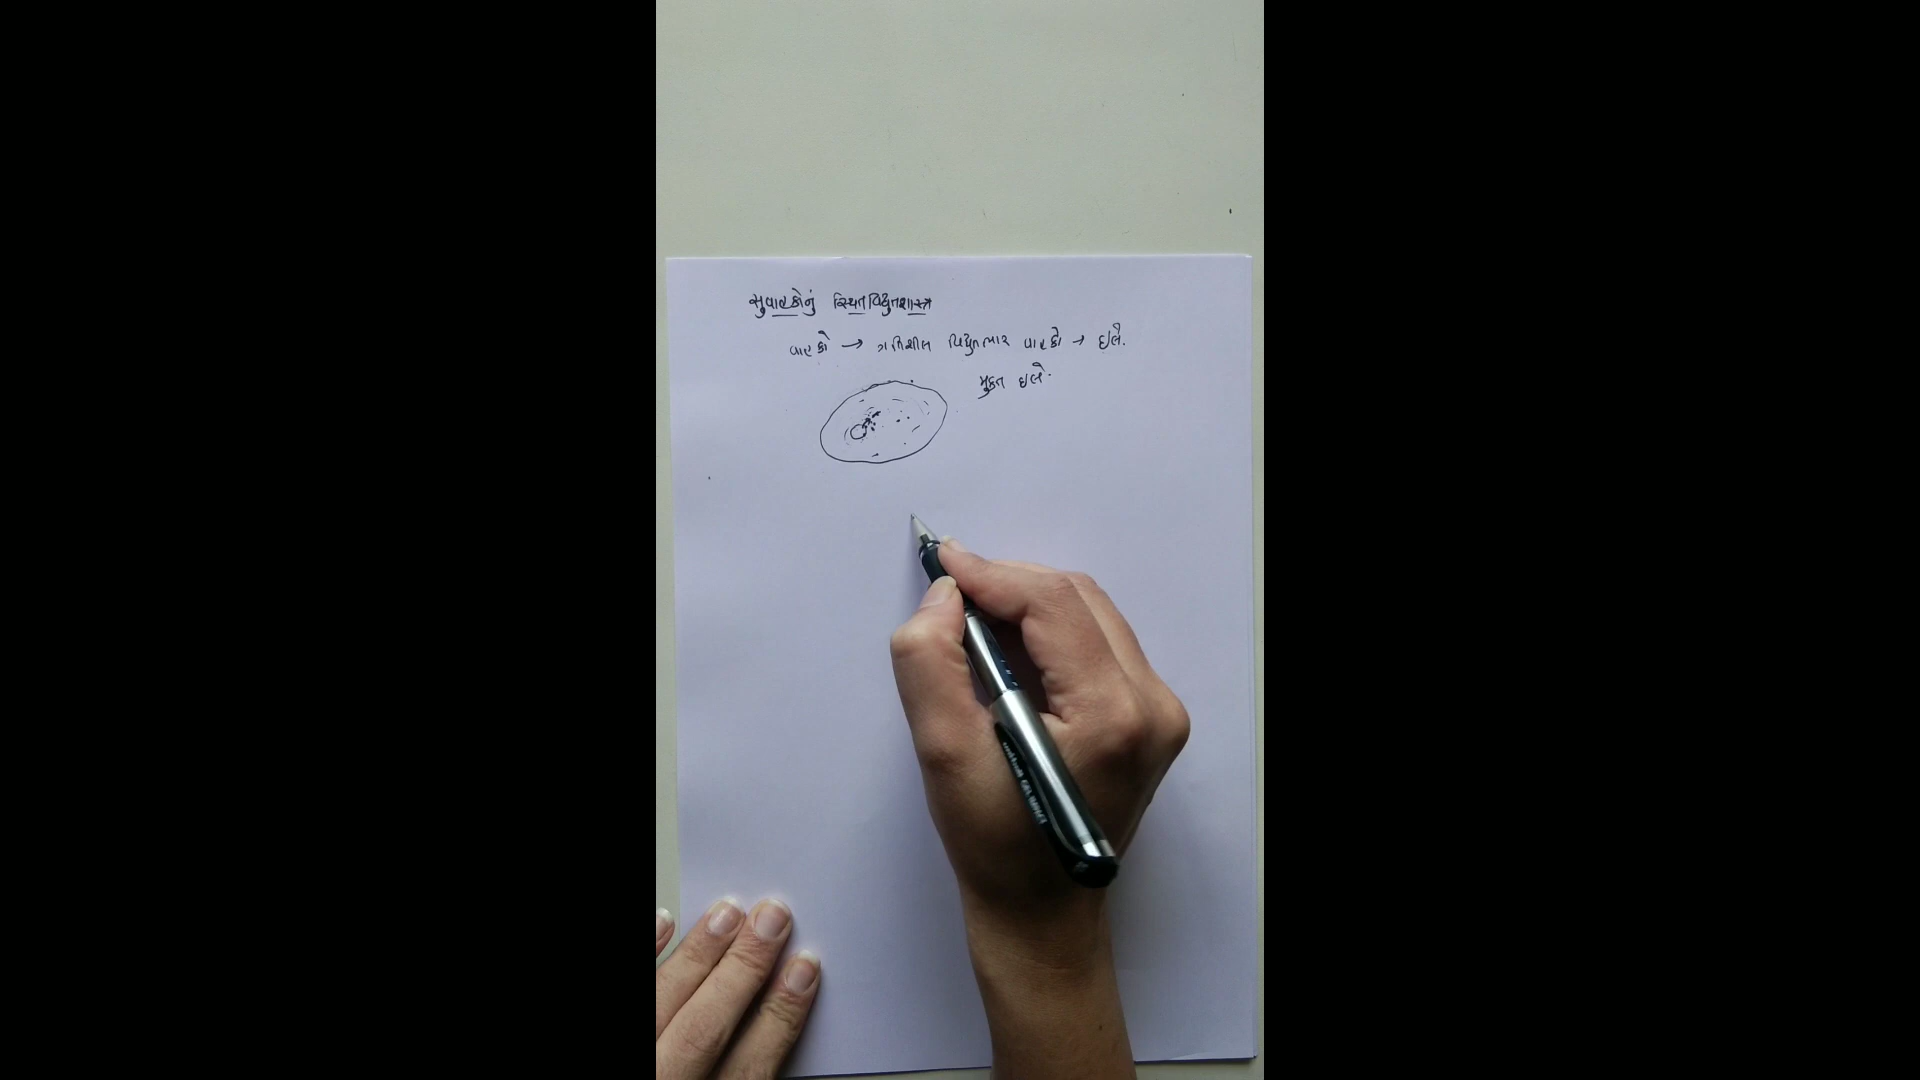 સુવાહકોનું સ્થિતવિદ્યુતશાસ્ત્ર
વાહકો → ગતિશીલ વિદ્યુતભાર વાહકો → ઇલે.
મુક્ત ઇલે.